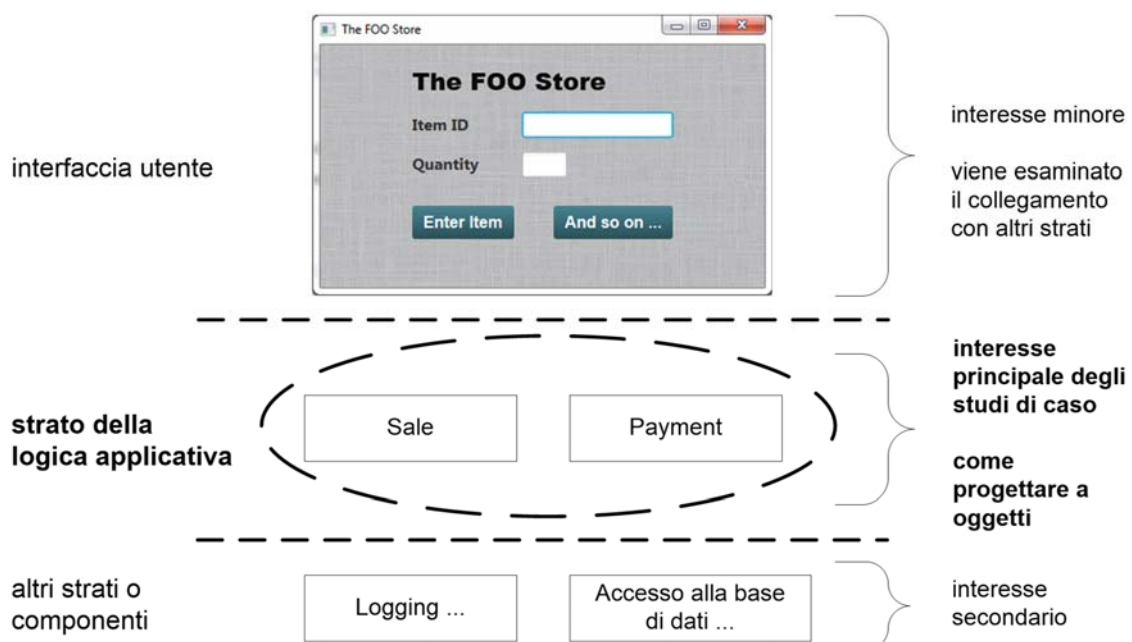 The FOO Store
The FOO Store
Item ID
Quantity
Enter Item
And so on ...
interfaccia utente
interesse minore
viene esaminato
il collegamento
con altri strati
strato della
logica applicativa
Sale
Payment
interesse
principale degli
studi di caso
come
progettare a
oggetti
altri strati o
componenti
Logging ...
Accesso alla base
di dati ...
interesse
secondario